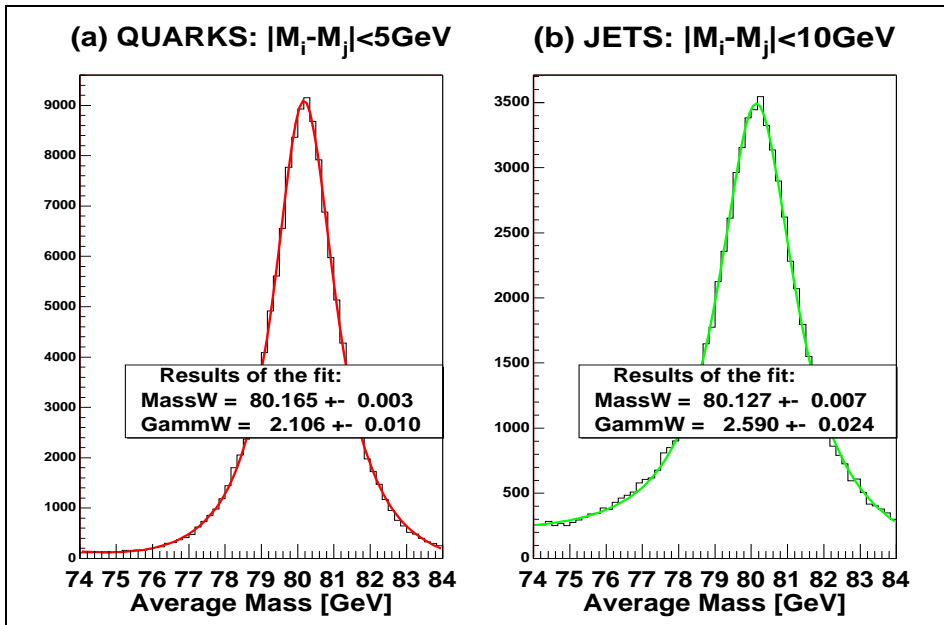 (a) QUARKS: |M_i-M_j|<5GeV
9000
8000
7000
6000
5000
4000
3000
2000
1000
0
Results of the fit:
MassW = 80.165 +- 0.003
GammW = 2.106 +- 0.010
74 75 76 77 78 79 80 81 82 83 84
Average Mass [GeV]
(b) JETS: |M_i-M_j|<10GeV
3500
3000
2500
2000
1500
1000
500
0
Results of the fit:
MassW = 80.127 +- 0.007
GammW = 2.590 +- 0.024
74 75 76 77 78 79 80 81 82 83 84
Average Mass [GeV]